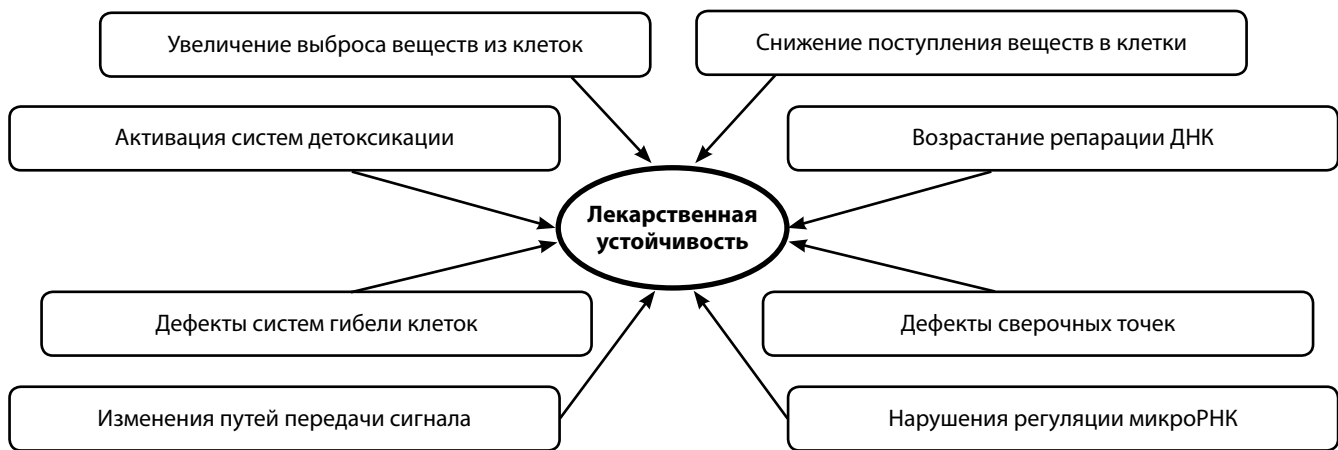 Увеличение выброса веществ из клеток
Снижение поступления веществ в клетки
Активация систем детоксикации
Возрастание репарации ДНК
Лекарственная
устойчивость
Дефекты систем гибели клеток
Дефекты сверочных точек
Изменения путей передачи сигнала
Нарушения регуляции микроРНК